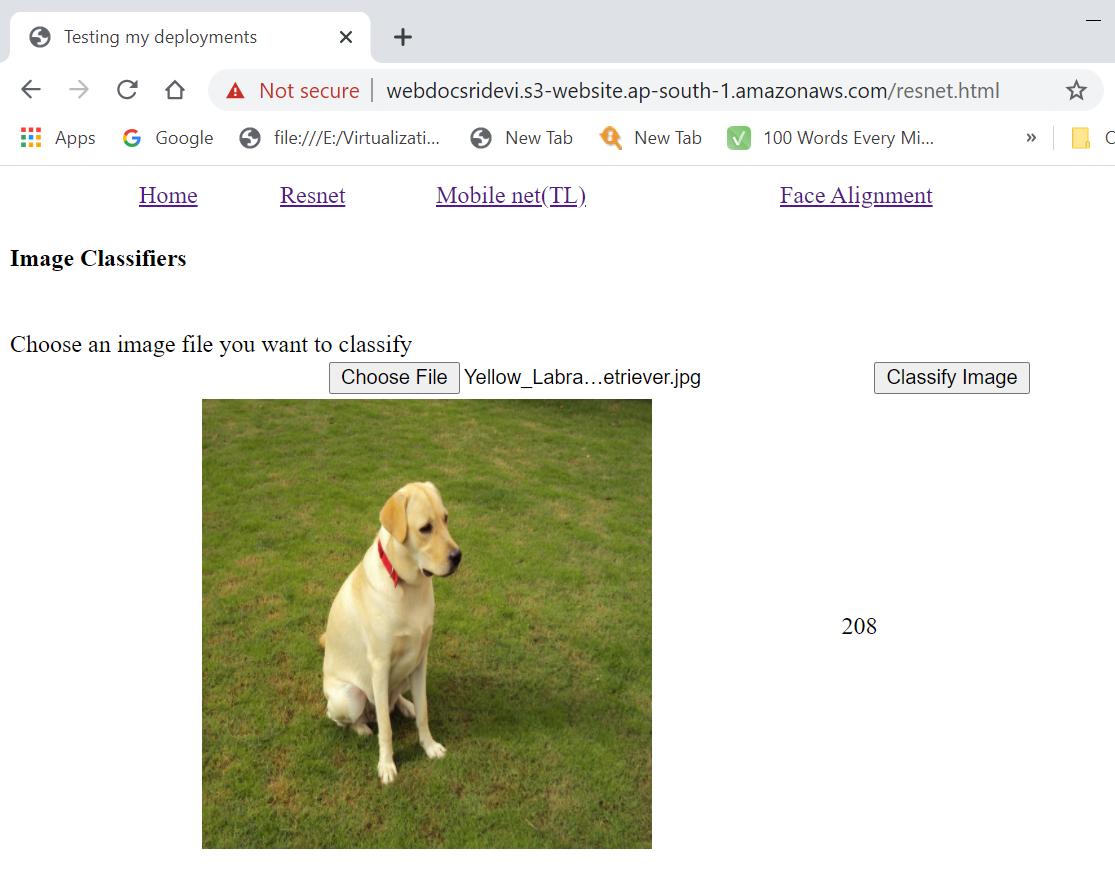 Testing my deployments
Not secure | webdocsridevi.s3-website.ap-south-1.amazonaws.com/resnet.html
Apps Google file:///E:/Virtualizati... New Tab New Tab 100 Words Every Mi... » C
Home Resnet Mobile net(TL) Face Alignment
Image Classifiers
Choose an image file you want to classify
Choose File Yellow_Labra...etriever.jpg Classify Image
208